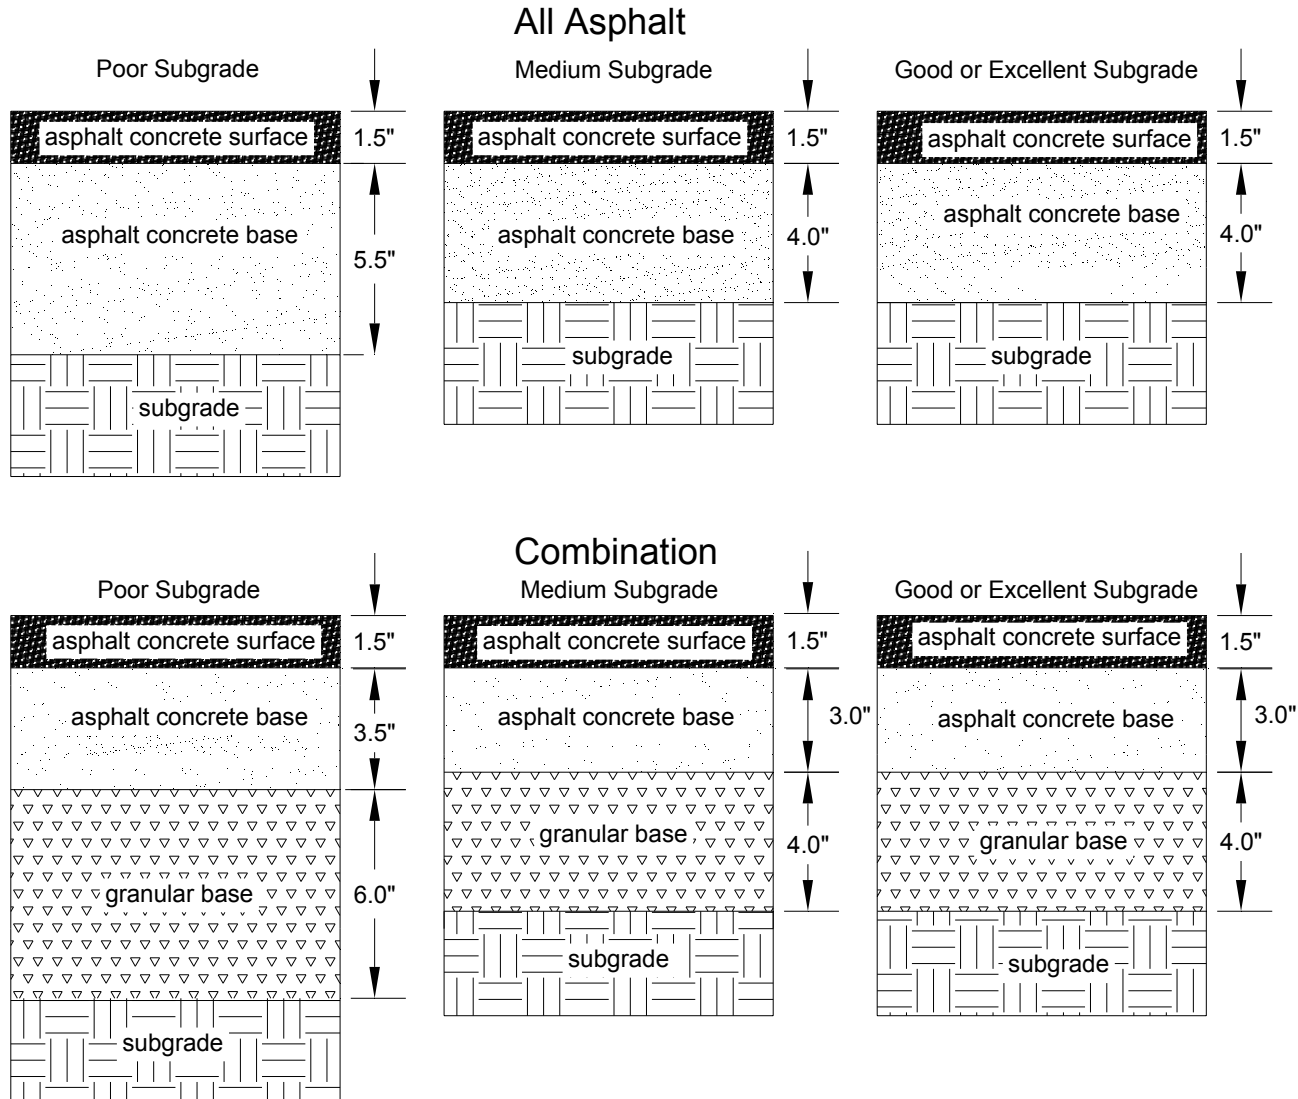 All Asphalt
Poor Subgrade
Medium Subgrade
Good or Excellent Subgrade
asphalt concrete surface
1.5"
asphalt concrete surface
1.5"
asphalt concrete surface
1.5"
asphalt concrete base
5.5"
asphalt concrete base
4.0"
asphalt concrete base
4.0"
subgrade
subgrade
subgrade
Combination
Poor Subgrade
Medium Subgrade
Good or Excellent Subgrade
asphalt concrete surface
1.5"
asphalt concrete surface
1.5"
asphalt concrete surface
1.5"
asphalt concrete base
3.5"
asphalt concrete base
3.0"
asphalt concrete base
3.0"
granular base
6.0"
granular base
4.0"
granular base
4.0"
subgrade
subgrade
subgrade